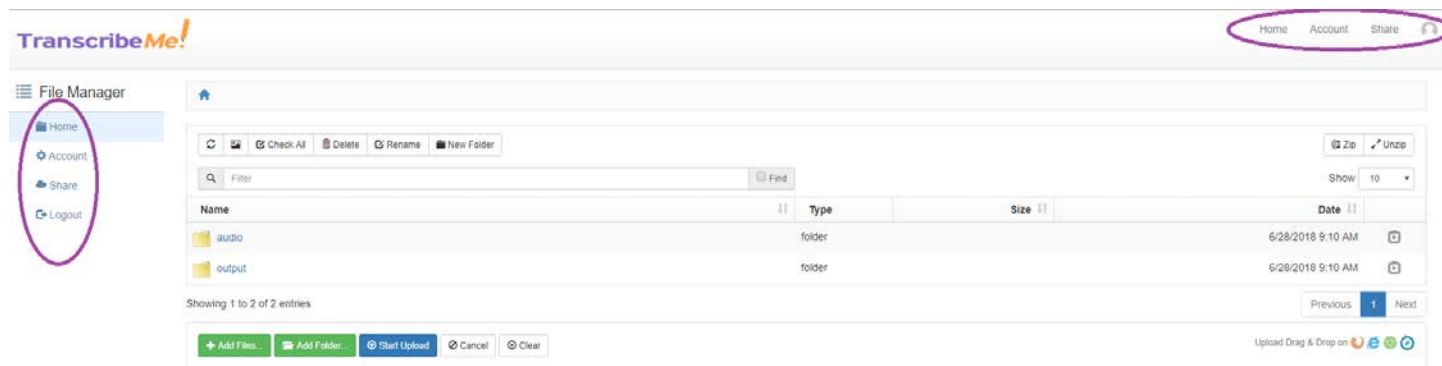 TranscribeMe!
Home Account Share
File Manager
Home
Account
Share
Logout
Check All Delete Rename New Folder
Zip Unzip
Filter Find
Show 10
Name Type Size Date
audio folder 6/28/2018 9:10 AM
output folder 6/28/2018 9:10 AM
Showing 1 to 2 of 2 entries
Previous 1 Next
Add Files... Add Folder... Start Upload Cancel Clear
Upload Drag & Drop on